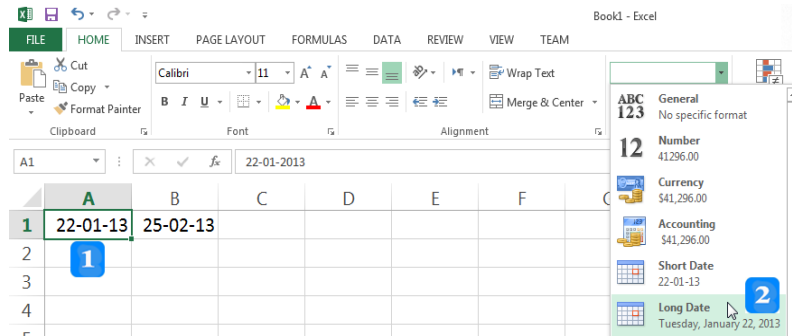 Book1 - Excel
FILE HOME INSERT PAGE LAYOUT FORMULAS DATA REVIEW VIEW TEAM
Cut
Copy
Format Painter
Paste
Clipboard
Calibri 11 A A
B I U A
Font
Wrap Text
Merge & Center
Alignment
ABC 123 General
No specific format
12 Number
41296.00
Currency
$41,296.00
Accounting
$41,296.00
Short Date
22-01-13
Long Date
Tuesday, January 22, 2013
2
A1 fx 22-01-2013
A B C D E F
1 22-01-13 25-02-13
2
1
3
4